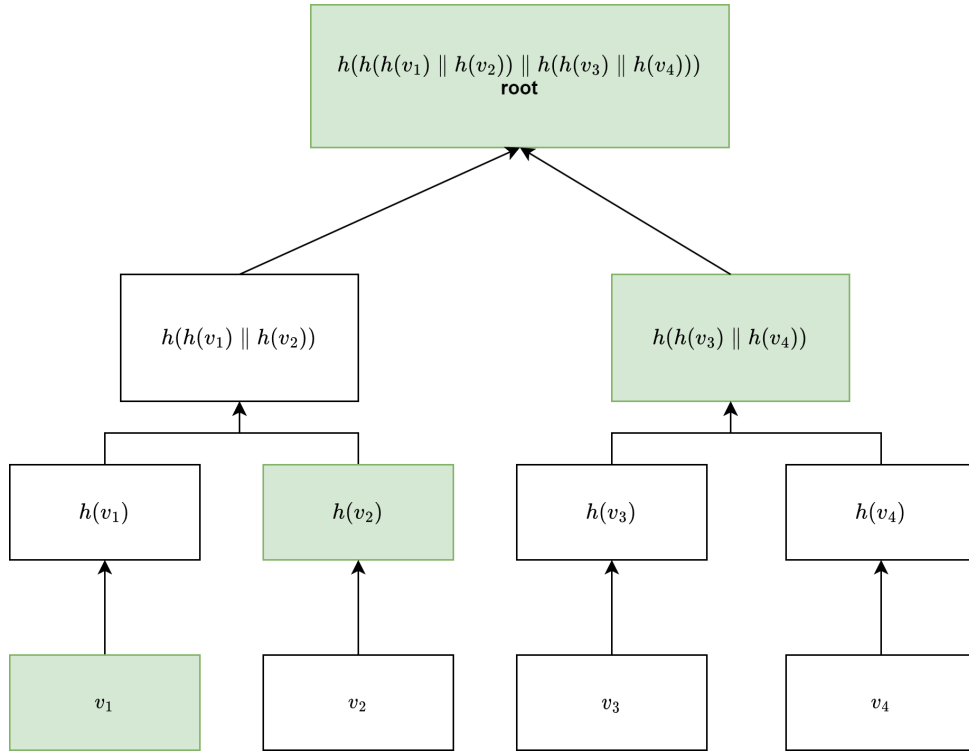 h(h(h(v₁) ∥ h(v₂)) ∥ h(h(v₃) ∥ h(v₄)))
root
h(h(v₁) ∥ h(v₂))
h(h(v₃) ∥ h(v₄))
h(v₁)
h(v₂)
h(v₃)
h(v₄)
v₁
v₂
v₃
v₄